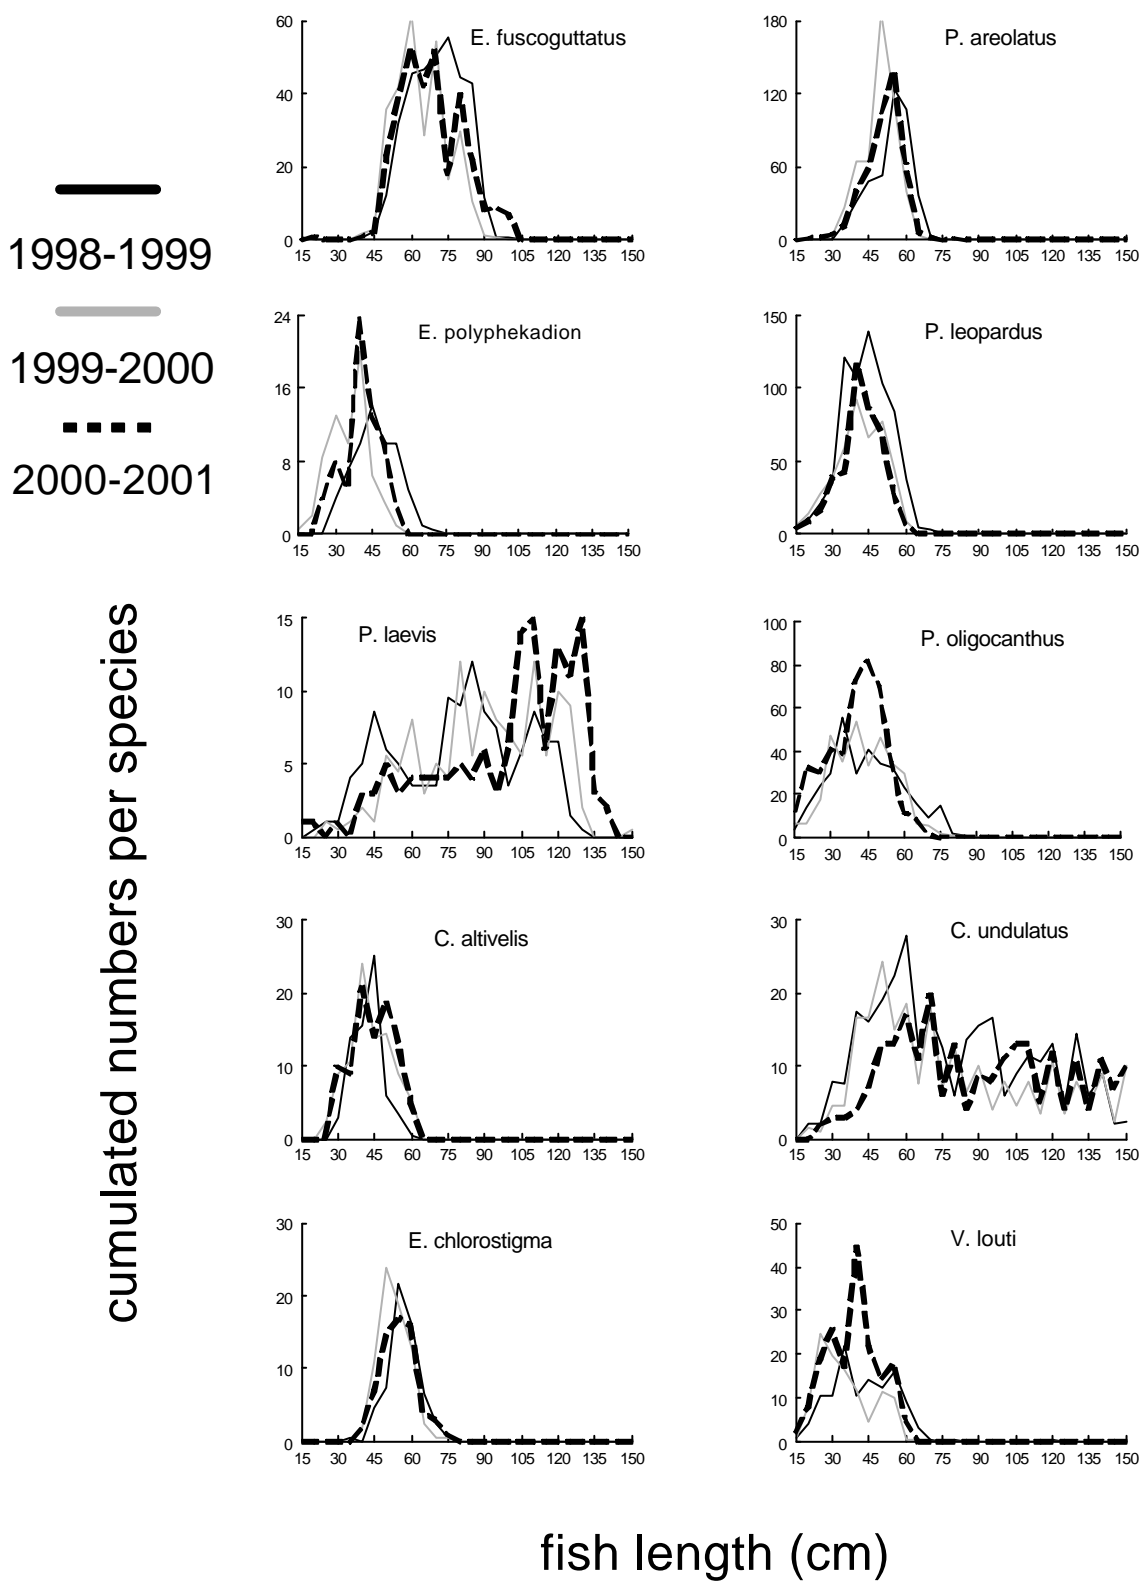 1998-1999
1999-2000
2000-2001
cumulated numbers per species
E. fuscoguttatus
60
40
20
0
15 30 45 60 75 90 105 120 135 150
P. areolatus
180
120
60
0
15 30 45 60 75 90 105 120 135 150
E. polyphekadion
24
16
8
0
15 30 45 60 75 90 105 120 135 150
P. leopardus
150
100
50
0
15 30 45 60 75 90 105 120 135 150
P. laevis
15
10
5
0
15 30 45 60 75 90 105 120 135 150
P. oligocanthus
100
80
60
40
20
0
15 30 45 60 75 90 105 120 135 150
C. altivelis
30
20
10
0
15 30 45 60 75 90 105 120 135 150
C. undulatus
30
20
10
0
15 30 45 60 75 90 105 120 135 150
E. chlorostigma
30
20
10
0
15 30 45 60 75 90 105 120 135 150
V. louti
50
40
30
20
10
0
15 30 45 60 75 90 105 120 135 150
fish length (cm)